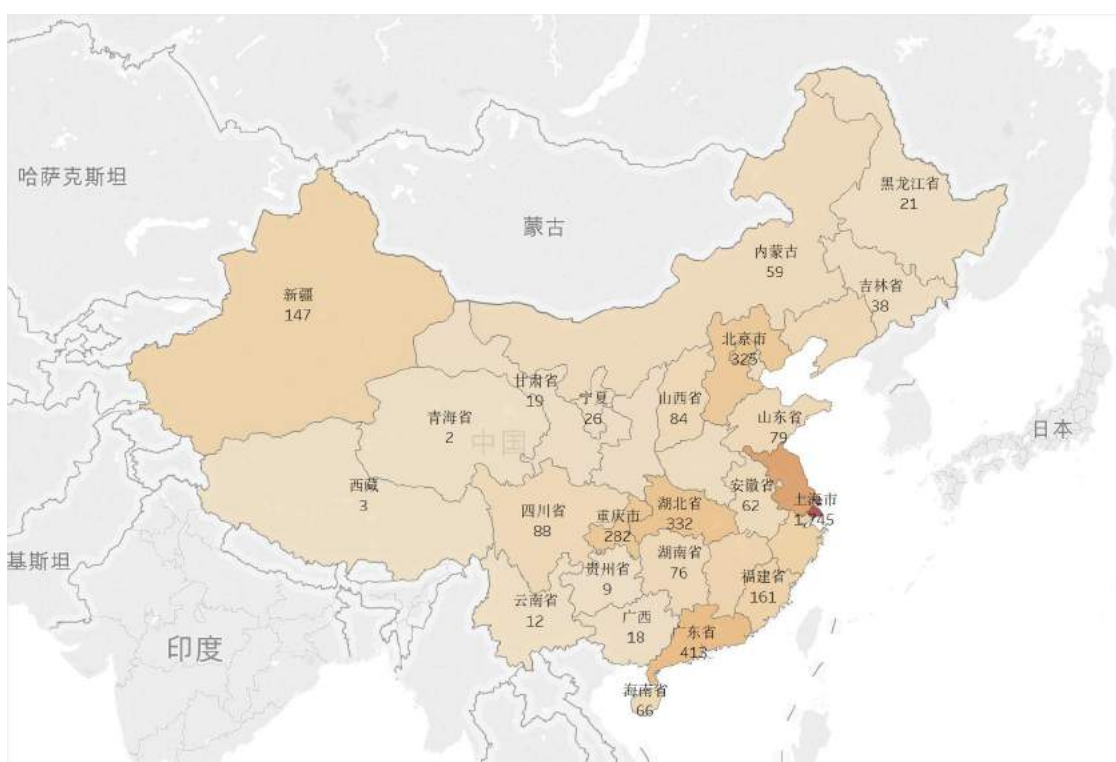 哈萨克斯坦
蒙古
黑龙江省
21
内蒙古
59
吉林省
38
新疆
147
北京市
325
甘肃省
19
宁夏
26
山西省
84
青海省
2
中国
山东省
79
日本
西藏
3
四川省
88
重庆市
282
湖北省
332
安徽省
62
上海市
1,745
基斯坦
贵州省
9
湖南省
76
福建省
161
云南省
12
广西
18
广东省
413
印度
海南省
66